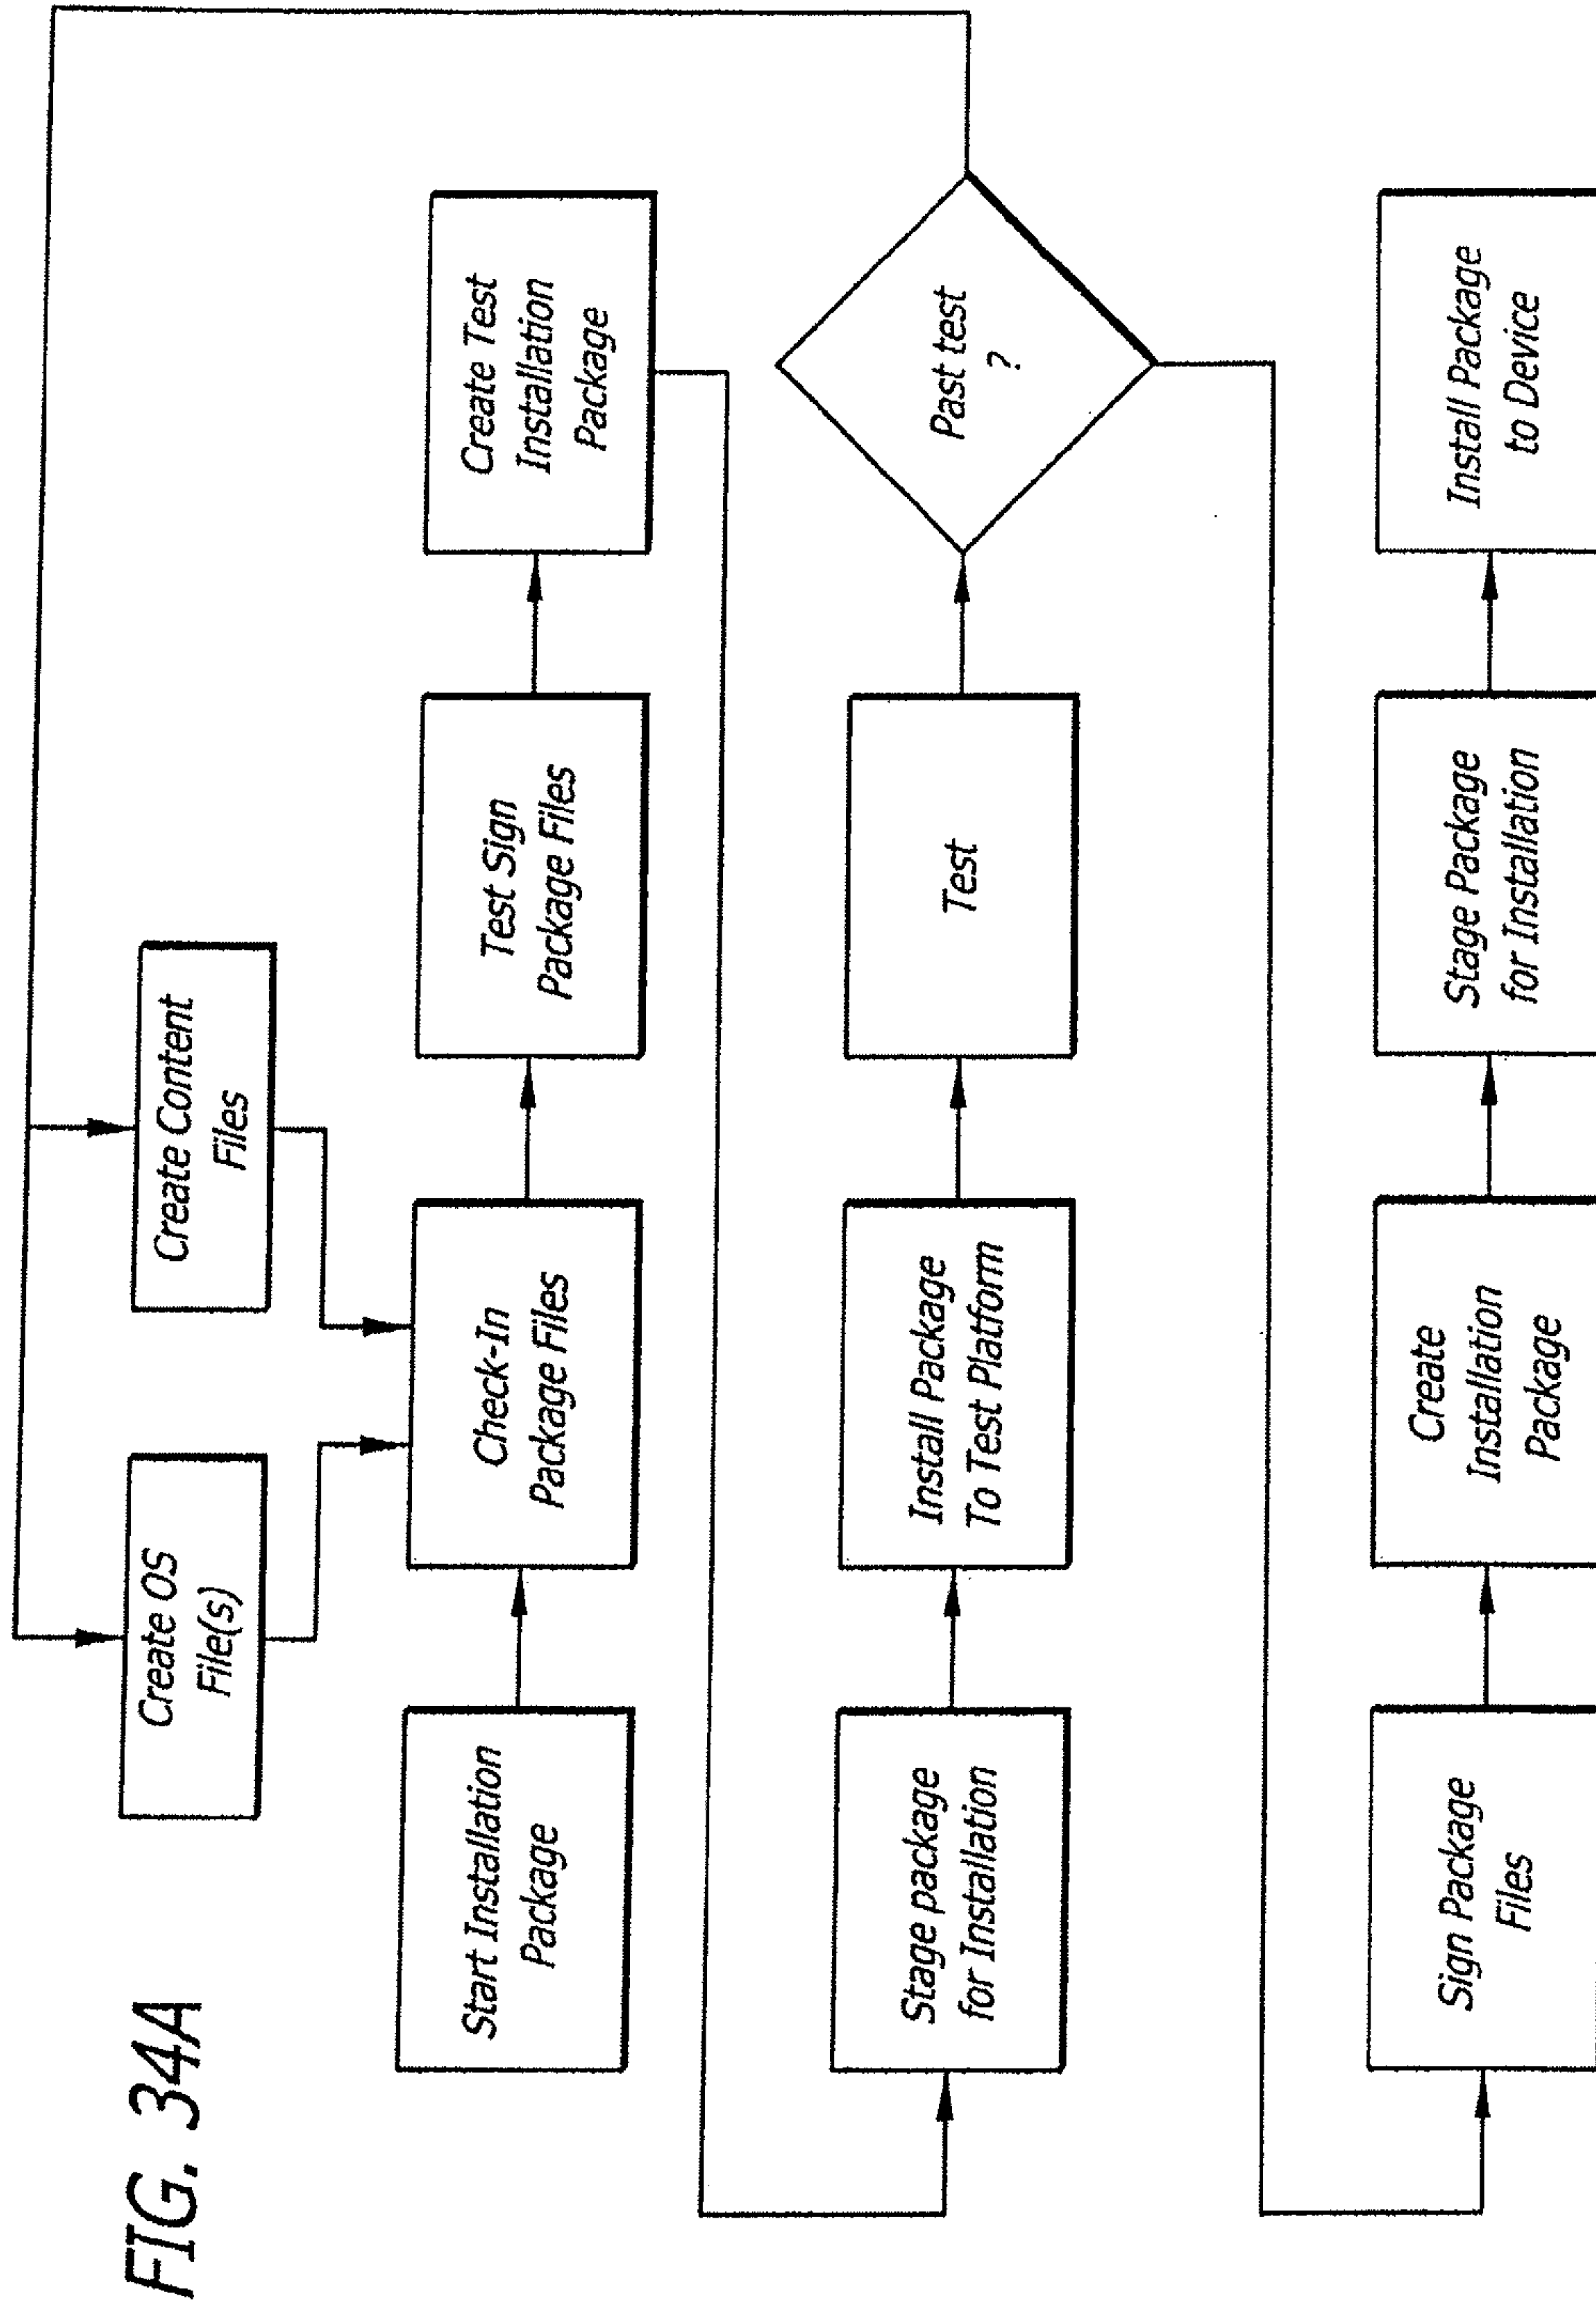 FIG. 34A
Create OS
File(s)
Create Content
Files
Start Installation
Package
Check-In
Package Files
Test Sign
Package Files
Create Test
Installation
Package
Stage package
for Installation
Install Package
To Test Platform
Test
Past test
?
Sign Package
Files
Create
Installation
Package
Stage Package
for Installation
Install Package
to Device